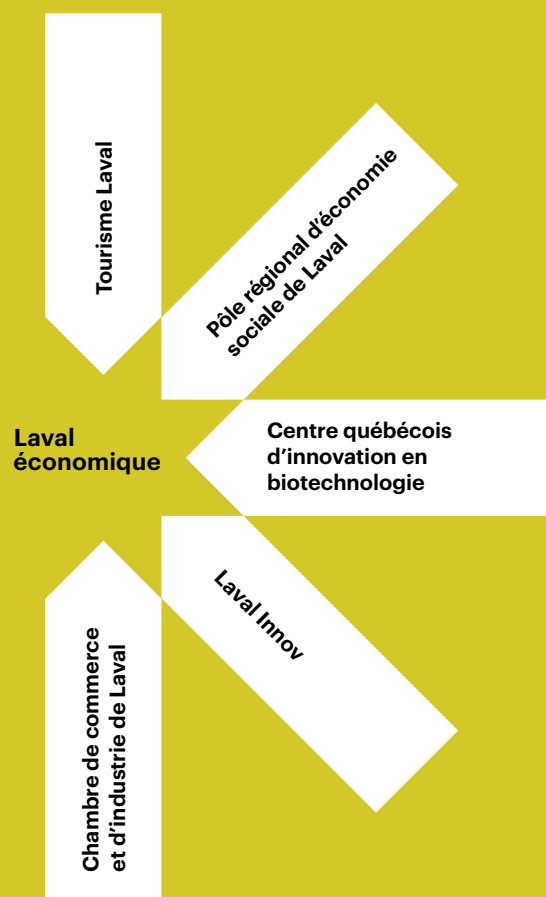 Tourisme Laval
Pôle régional d'économie
sociale de Laval
Laval
économique
Centre québécois
d’innovation en
biotechnologie
Laval Innov
Chambre de commerce
et d’industrie de Laval